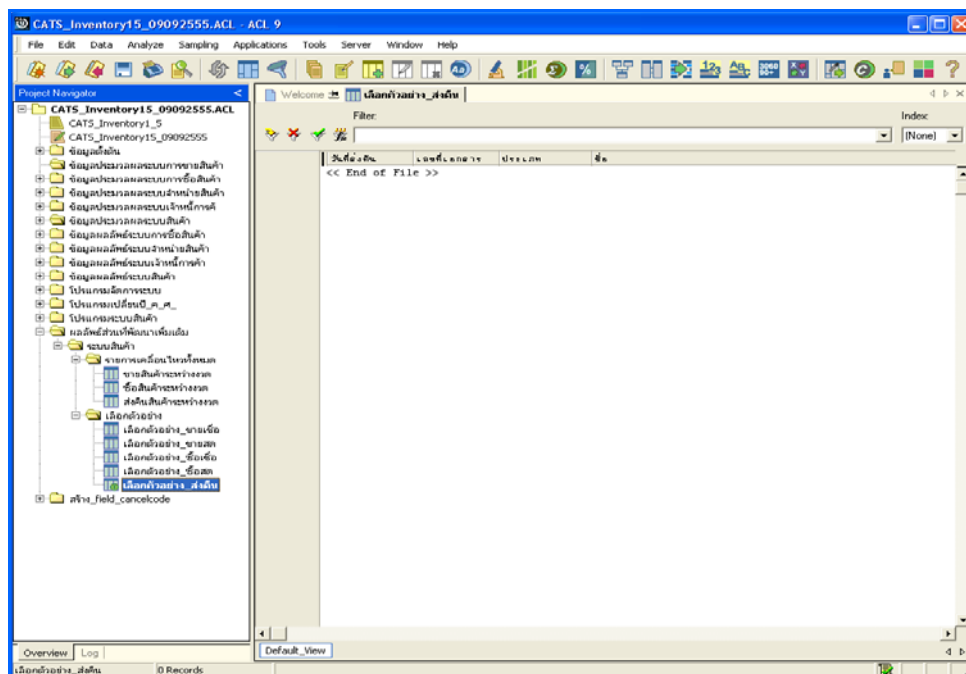 CATS_Inventory15_09092555.ACL - ACL 9
File Edit Data Analyze Sampling Applications Tools Server Window Help
Project Navigator <
CATS_Inventory15_09092555.ACL
CATS_Inventory1_5
CATS_Inventory15_09092555
ข้อมูลตั้งต้น
ข้อมูลประมวลผลระบบการขายสินค้า
ข้อมูลประมวลผลระบบการซื้อสินค้า
ข้อมูลประมวลผลระบบจำหน่ายสินค้า
ข้อมูลประมวลผลระบบเจ้าหนี้การค้
ข้อมูลประมวลผลระบบสินค้า
ข้อมูลผลลัพธ์ระบบการซื้อสินค้า
ข้อมูลผลลัพธ์ระบบจำหน่ายสินค้า
ข้อมูลผลลัพธ์ระบบเจ้าหนี้การค้า
ข้อมูลผลลัพธ์ระบบสินค้า
โปรแกรมจัดการระบบ
โปรแกรมเปลี่ยนปี_ค_ศ_
โปรแกรมระบบสินค้า
ผลลัพธ์ส่วนที่พัฒนาเพิ่มเติม
ระบบสินค้า
รายการเคลื่อนไหวทั้งหมด
ขายสินค้าระหว่างงวด
ซื้อสินค้าระหว่างงวด
ส่งคืนสินค้าระหว่างงวด
เลือกตัวอย่าง
เลือกตัวอย่าง_ขายเชื่อ
เลือกตัวอย่าง_ขายสด
เลือกตัวอย่าง_ซื้อเชื่อ
เลือกตัวอย่าง_ซื้อสด
เลือกตัวอย่าง_ส่งคืน
สร้าง_field_cancelcode
Overview Log
Welcome เลือกตัวอย่าง_ส่งคืน
Filter: Index:
(None)
วันที่ส่งคืน เลขที่เอกสาร ประเภท ชื่อ
<< End of File >>
Default_View
เลือกตัวอย่าง_ส่งคืน 0 Records